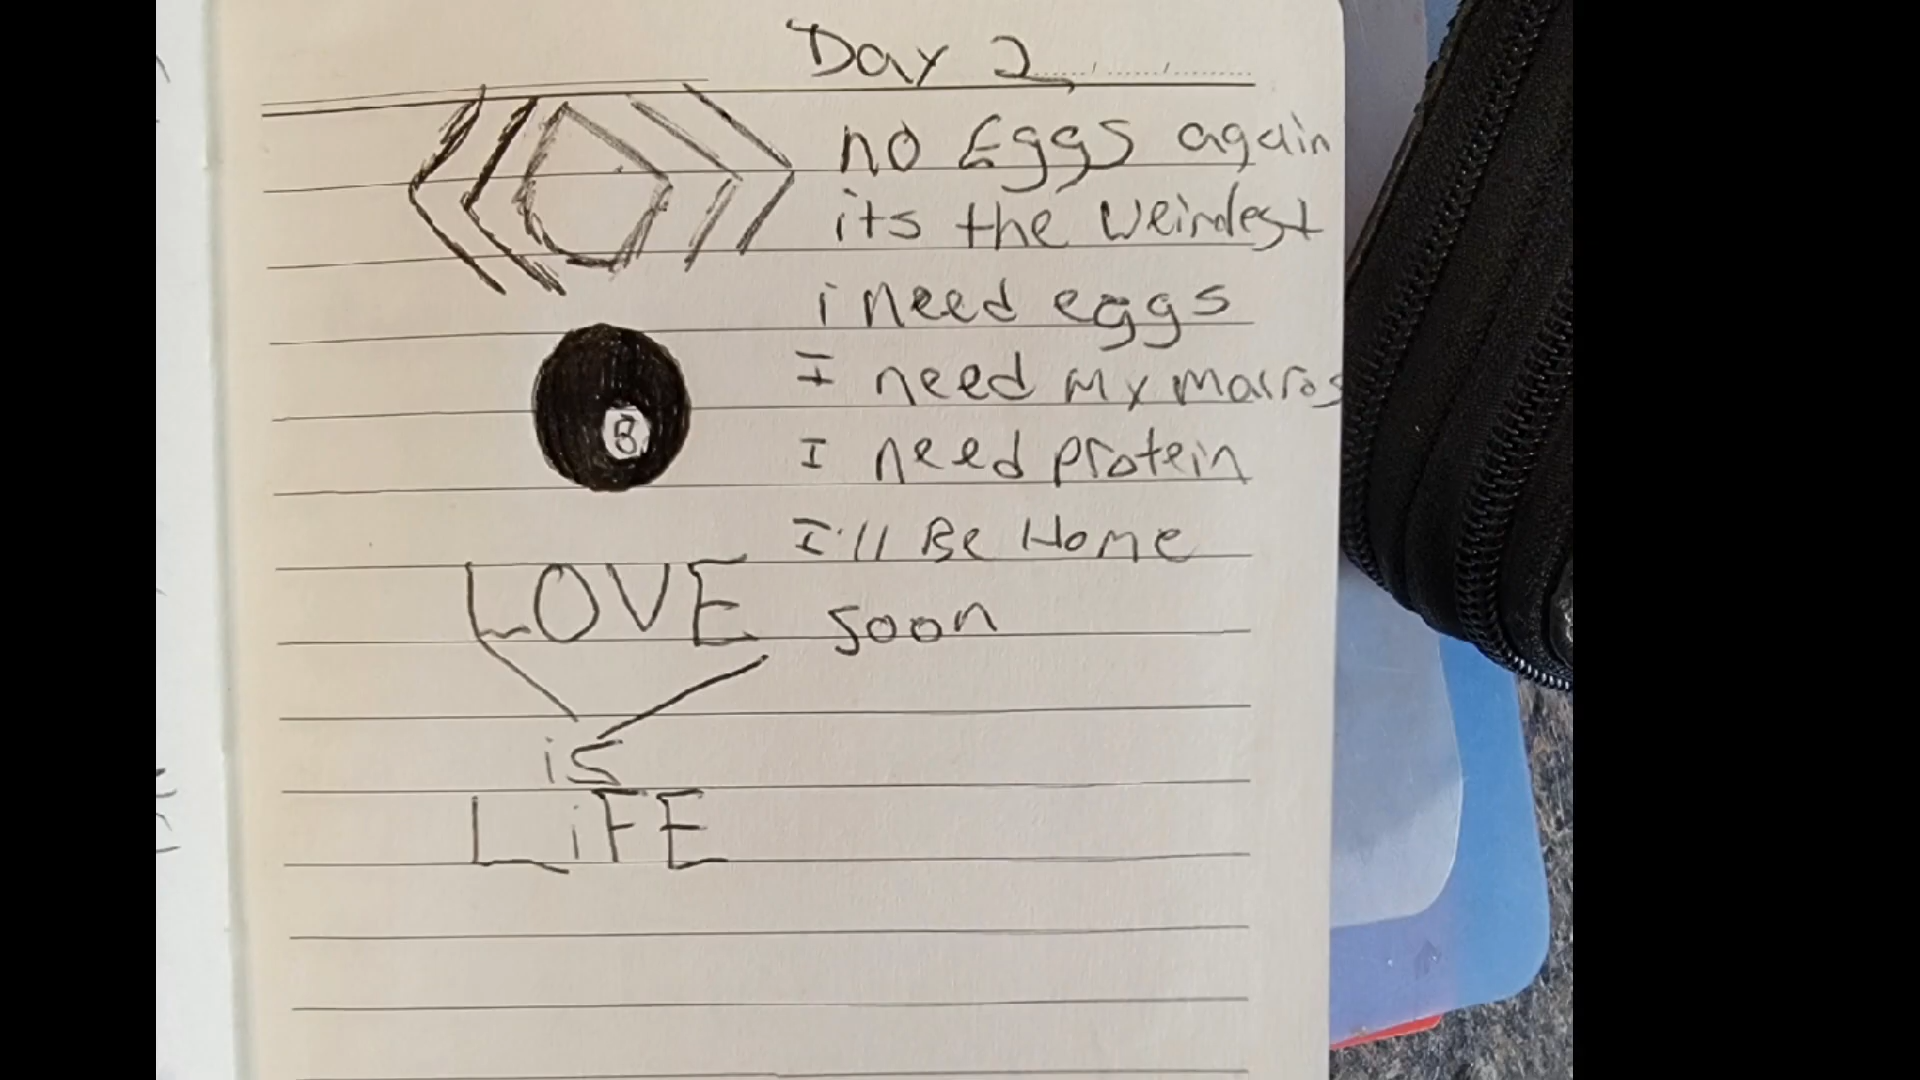 Day 2
no Eggs again
its the weirdest
i need eggs
I need my macros
I need protein
I'll Be Home
soon
8
LOVE
is
LiFE